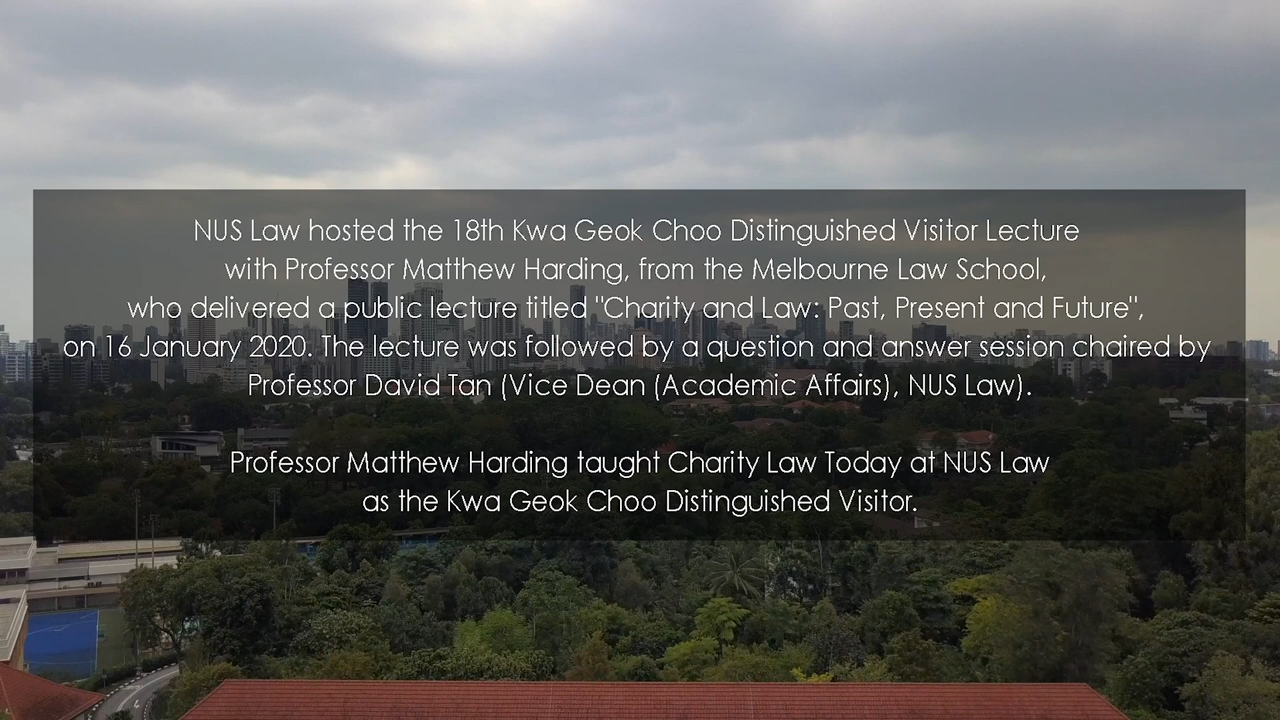 NUS Law hosted the 18th Kwa Geok Choo Distinguished Visitor Lecture
with Professor Matthew Harding, from the Melbourne Law School,
who delivered a public lecture titled "Charity and Law: Past, Present and Future",
on 16 January 2020. The lecture was followed by a question and answer session chaired by
Professor David Tan (Vice Dean (Academic Affairs), NUS Law).
Professor Matthew Harding taught Charity Law Today at NUS Law
as the Kwa Geok Choo Distinguished Visitor.